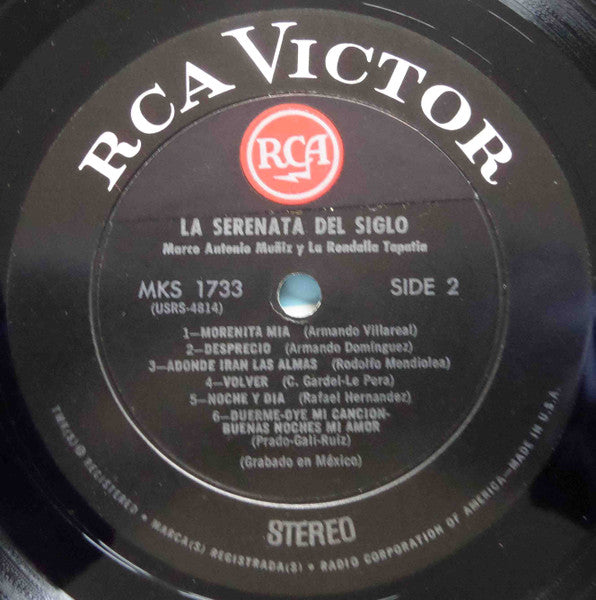 RCA VICTOR
RCA
LA SERENATA DEL SIGLO
Marco Antonio Muñiz y La Rondalla Tapatia
MKS 1733
(USRS-4814)
SIDE 2
1—MORENITA MIA (Armando Villareal)
2—DESPRECIO (Armando Dominguez)
3—ADONDE IRAN LAS ALMAS (Rodolfo Mendiolea)
4—VOLVER (C. Gardel-Le Pera)
5—NOCHE Y DIA (Rafael Hernandez)
6—DUERME-OYE MI CANCION-
BUENAS NOCHES MI AMOR
(Prado-Gali-Ruiz)
(Grabado en México)
STEREO
TMK(S) ® REGISTERED • MARCA(S) REGISTRADA(S) • RADIO CORPORATION OF AMERICA—MADE IN U.S.A.